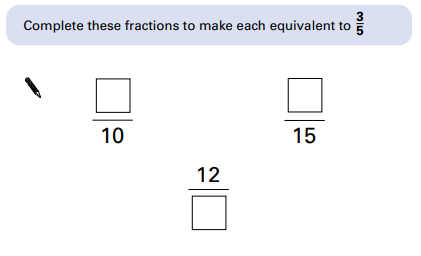 Complete these fractions to make each equivalent to 3/5
10
15
12